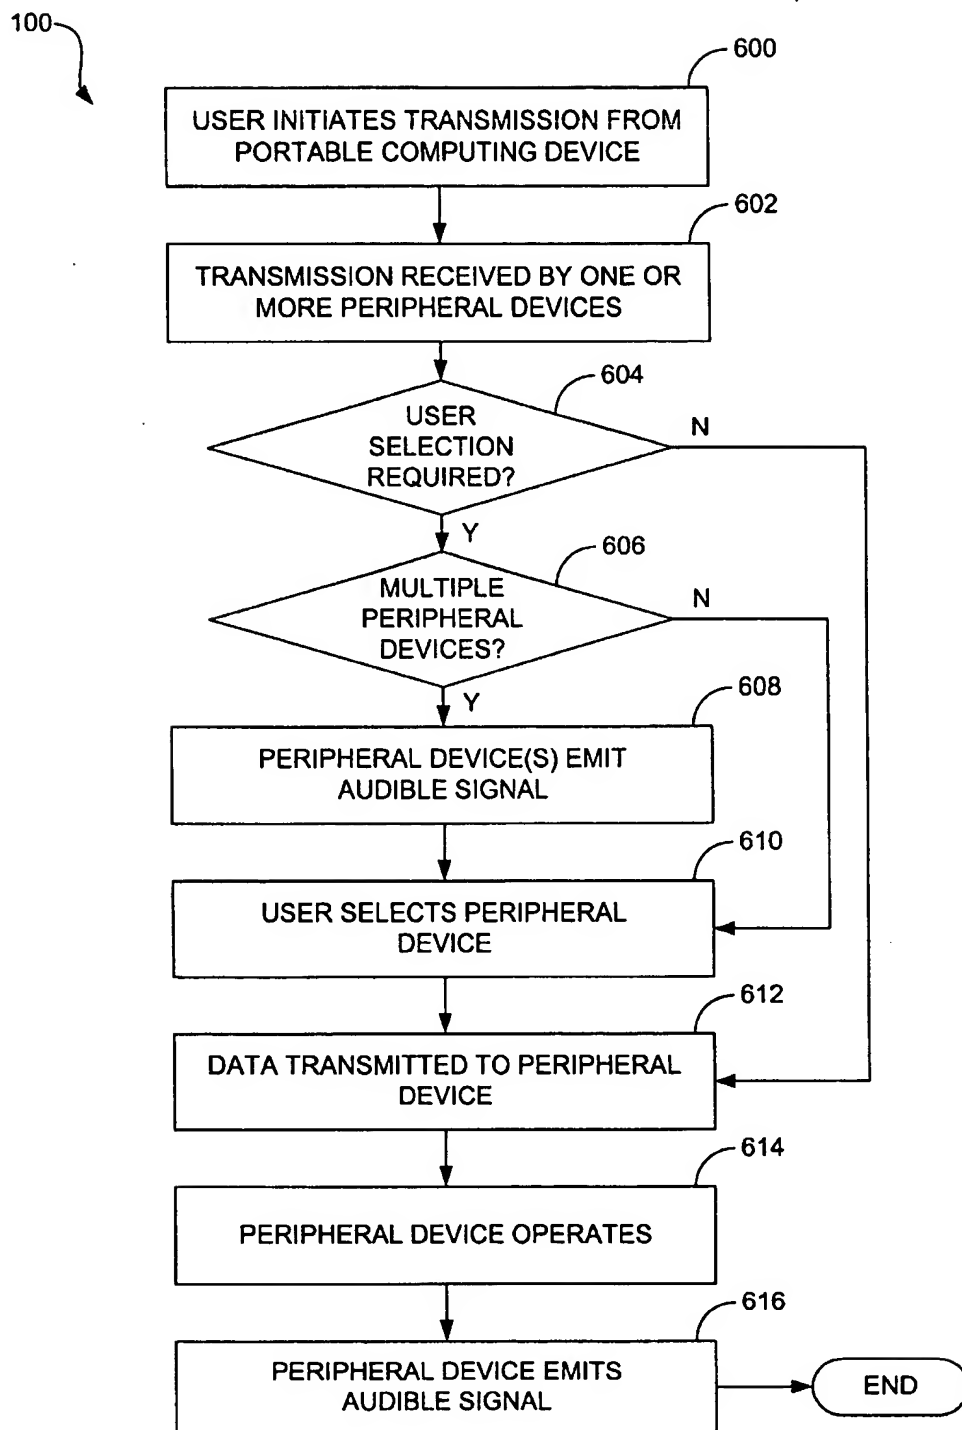 100
600
USER INITIATES TRANSMISSION FROM
PORTABLE COMPUTING DEVICE
602
TRANSMISSION RECEIVED BY ONE OR
MORE PERIPHERAL DEVICES
604
USER
SELECTION
REQUIRED?
N
Y
606
MULTIPLE
PERIPHERAL
DEVICES?
N
Y
608
PERIPHERAL DEVICE(S) EMIT
AUDIBLE SIGNAL
610
USER SELECTS PERIPHERAL
DEVICE
612
DATA TRANSMITTED TO PERIPHERAL
DEVICE
614
PERIPHERAL DEVICE OPERATES
616
PERIPHERAL DEVICE EMITS
AUDIBLE SIGNAL
END